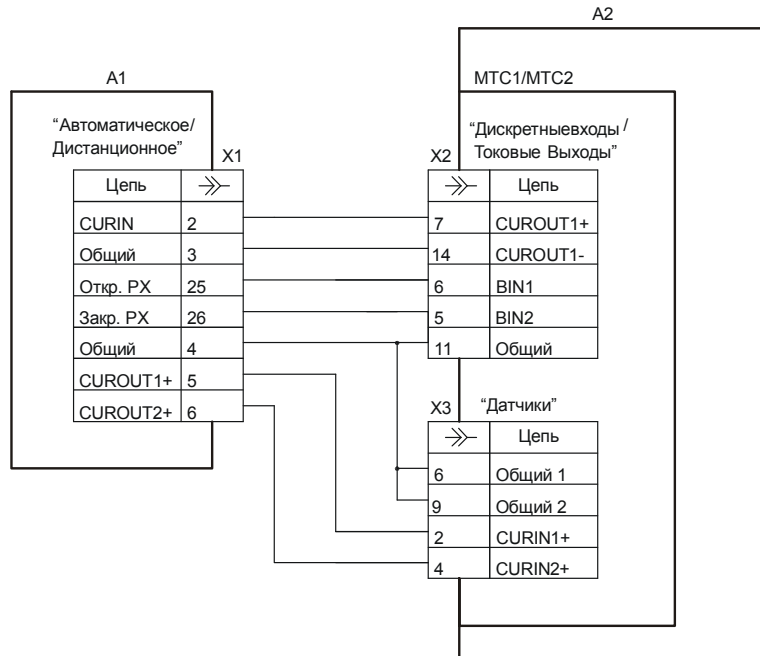 A2
A1
МТС1/МТС2
“Автоматическое/
Дистанционное”
X1
“Дискретныевходы /
Токовые Выходы”
X2
Цепь
CURIN 2
Общий 3
Откр. РХ 25
Закр. РХ 26
Общий 4
CUROUT1+ 5
CUROUT2+ 6
Цепь
7 CUROUT1+
14 CUROUT1-
6 BIN1
5 BIN2
11 Общий
X3 “Датчики”
Цепь
6 Общий 1
9 Общий 2
2 CURIN1+
4 CURIN2+